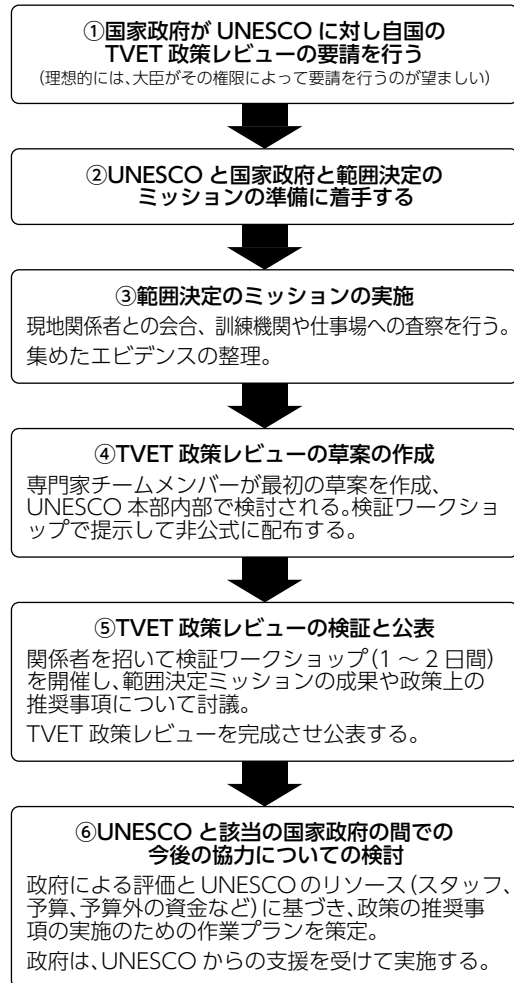 ①国家政府が UNESCO に対し自国の
TVET 政策レビューの要請を行う
(理想的には、大臣がその権限によって要請を行うのが望ましい)
②UNESCO と国家政府と範囲決定の
ミッションの準備に着手する
③範囲決定のミッションの実施
現地関係者との会合、訓練機関や仕事場への査察を行う。
集めたエビデンスの整理。
④TVET 政策レビューの草案の作成
専門家チームメンバーが最初の草案を作成、
UNESCO 本部内部で検討される。検証ワークショ
ップで提示して非公式に配布する。
⑤TVET 政策レビューの検証と公表
関係者を招いて検証ワークショップ(1 ～ 2 日間)
を開催し、範囲決定ミッションの成果や政策上の
推奨事項について討議。
TVET 政策レビューを完成させ公表する。
⑥UNESCO と該当の国家政府の間での
今後の協力についての検討
政府による評価と UNESCO のリソース(スタッフ、
予算、予算外の資金など)に基づき、政策の推奨事
項の実施のための作業プランを策定。
政府は、UNESCO からの支援を受けて実施する。